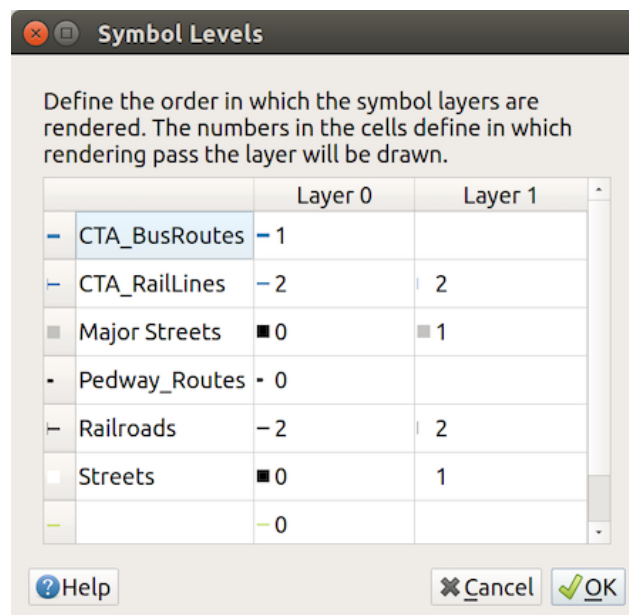 Symbol Levels
Define the order in which the symbol layers are
rendered. The numbers in the cells define in which
rendering pass the layer will be drawn.
Layer 0 Layer 1
CTA_BusRoutes 1
CTA_RailLines 2 2
Major Streets 0 1
Pedway_Routes 0
Railroads 2 2
Streets 0 1
0
Help Cancel OK